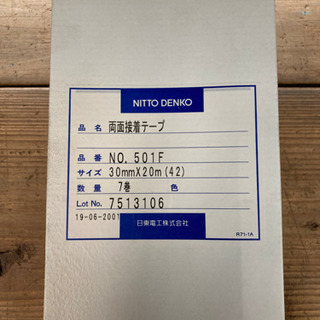 NITTO DENKO
品名 両面接着テープ
品番 NO. 501F
サイズ 30mmX20m(42)
数量 7巻 色
Lot No. 7513106
19-06-2001
日東電工株式会社
R71-1A